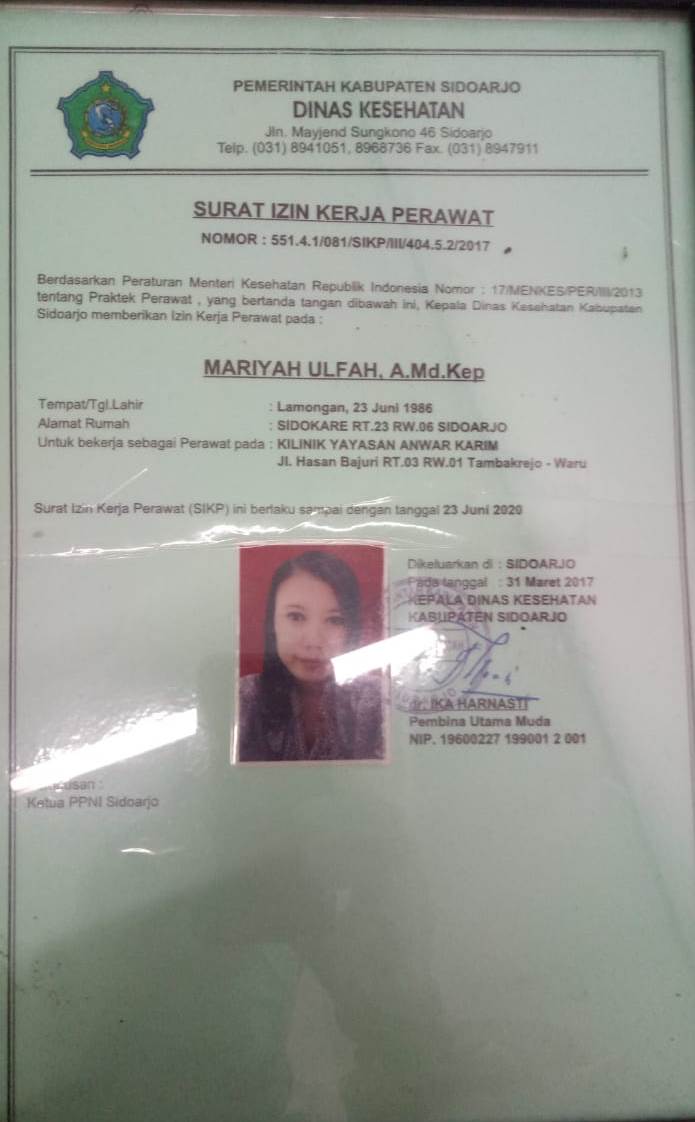 PEMERINTAH KABUPATEN SIDOARJO
DINAS KESEHATAN
Jln. Mayjend Sungkono 46 Sidoarjo
Telp. (031) 8941051, 8968736 Fax. (031) 8947911
SURAT IZIN KERJA PERAWAT
NOMOR : 551.4.1/081/SIKP/III/404.5.2/2017
Berdasarkan Peraturan Menteri Kesehatan Republik Indonesia Nomor : 17/MENKES/PER/III/2013
tentang Praktek Perawat , yang bertanda tangan dibawah ini, Kepala Dinas Kesehatan Kabupaten
Sidoarjo memberikan Izin Kerja Perawat pada :
MARIYAH ULFAH, A.Md.Kep
Tempat/Tgl.Lahir : Lamongan, 23 Juni 1986
Alamat Rumah : SIDOKARE RT.23 RW.06 SIDOARJO
Untuk bekerja sebagai Perawat pada : KILINIK YAYASAN ANWAR KARIM
Jl. Hasan Bajuri RT.03 RW.01 Tambakrejo - Waru
Surat Izin Kerja Perawat (SIKP) ini berlaku sampai dengan tanggal 23 Juni 2020
Dikeluarkan di : SIDOARJO
Pada tanggal : 31 Maret 2017
KEPALA DINAS KESEHATAN
KABUPATEN SIDOARJO
dr. IKA HARNASTI
Pembina Utama Muda
NIP. 19600227 199001 2 001
Ketua PPNI Sidoarjo